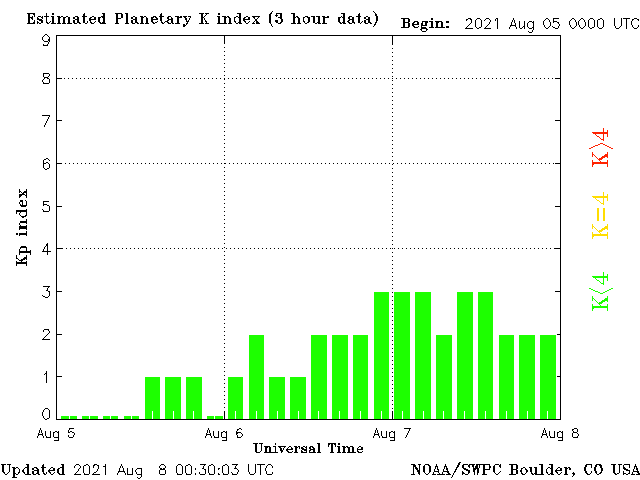 Estimated Planetary K index (3 hour data) Begin: 2021 Aug 05 0000 UTC
9
8
7
6
5
4
3
2
1
0
Kp index
K>4
K=4
K<4
Aug 5 Aug 6 Aug 7 Aug 8
Universal Time
Updated 2021 Aug 8 00:30:03 UTC NOAA/SWPC Boulder, CO USA